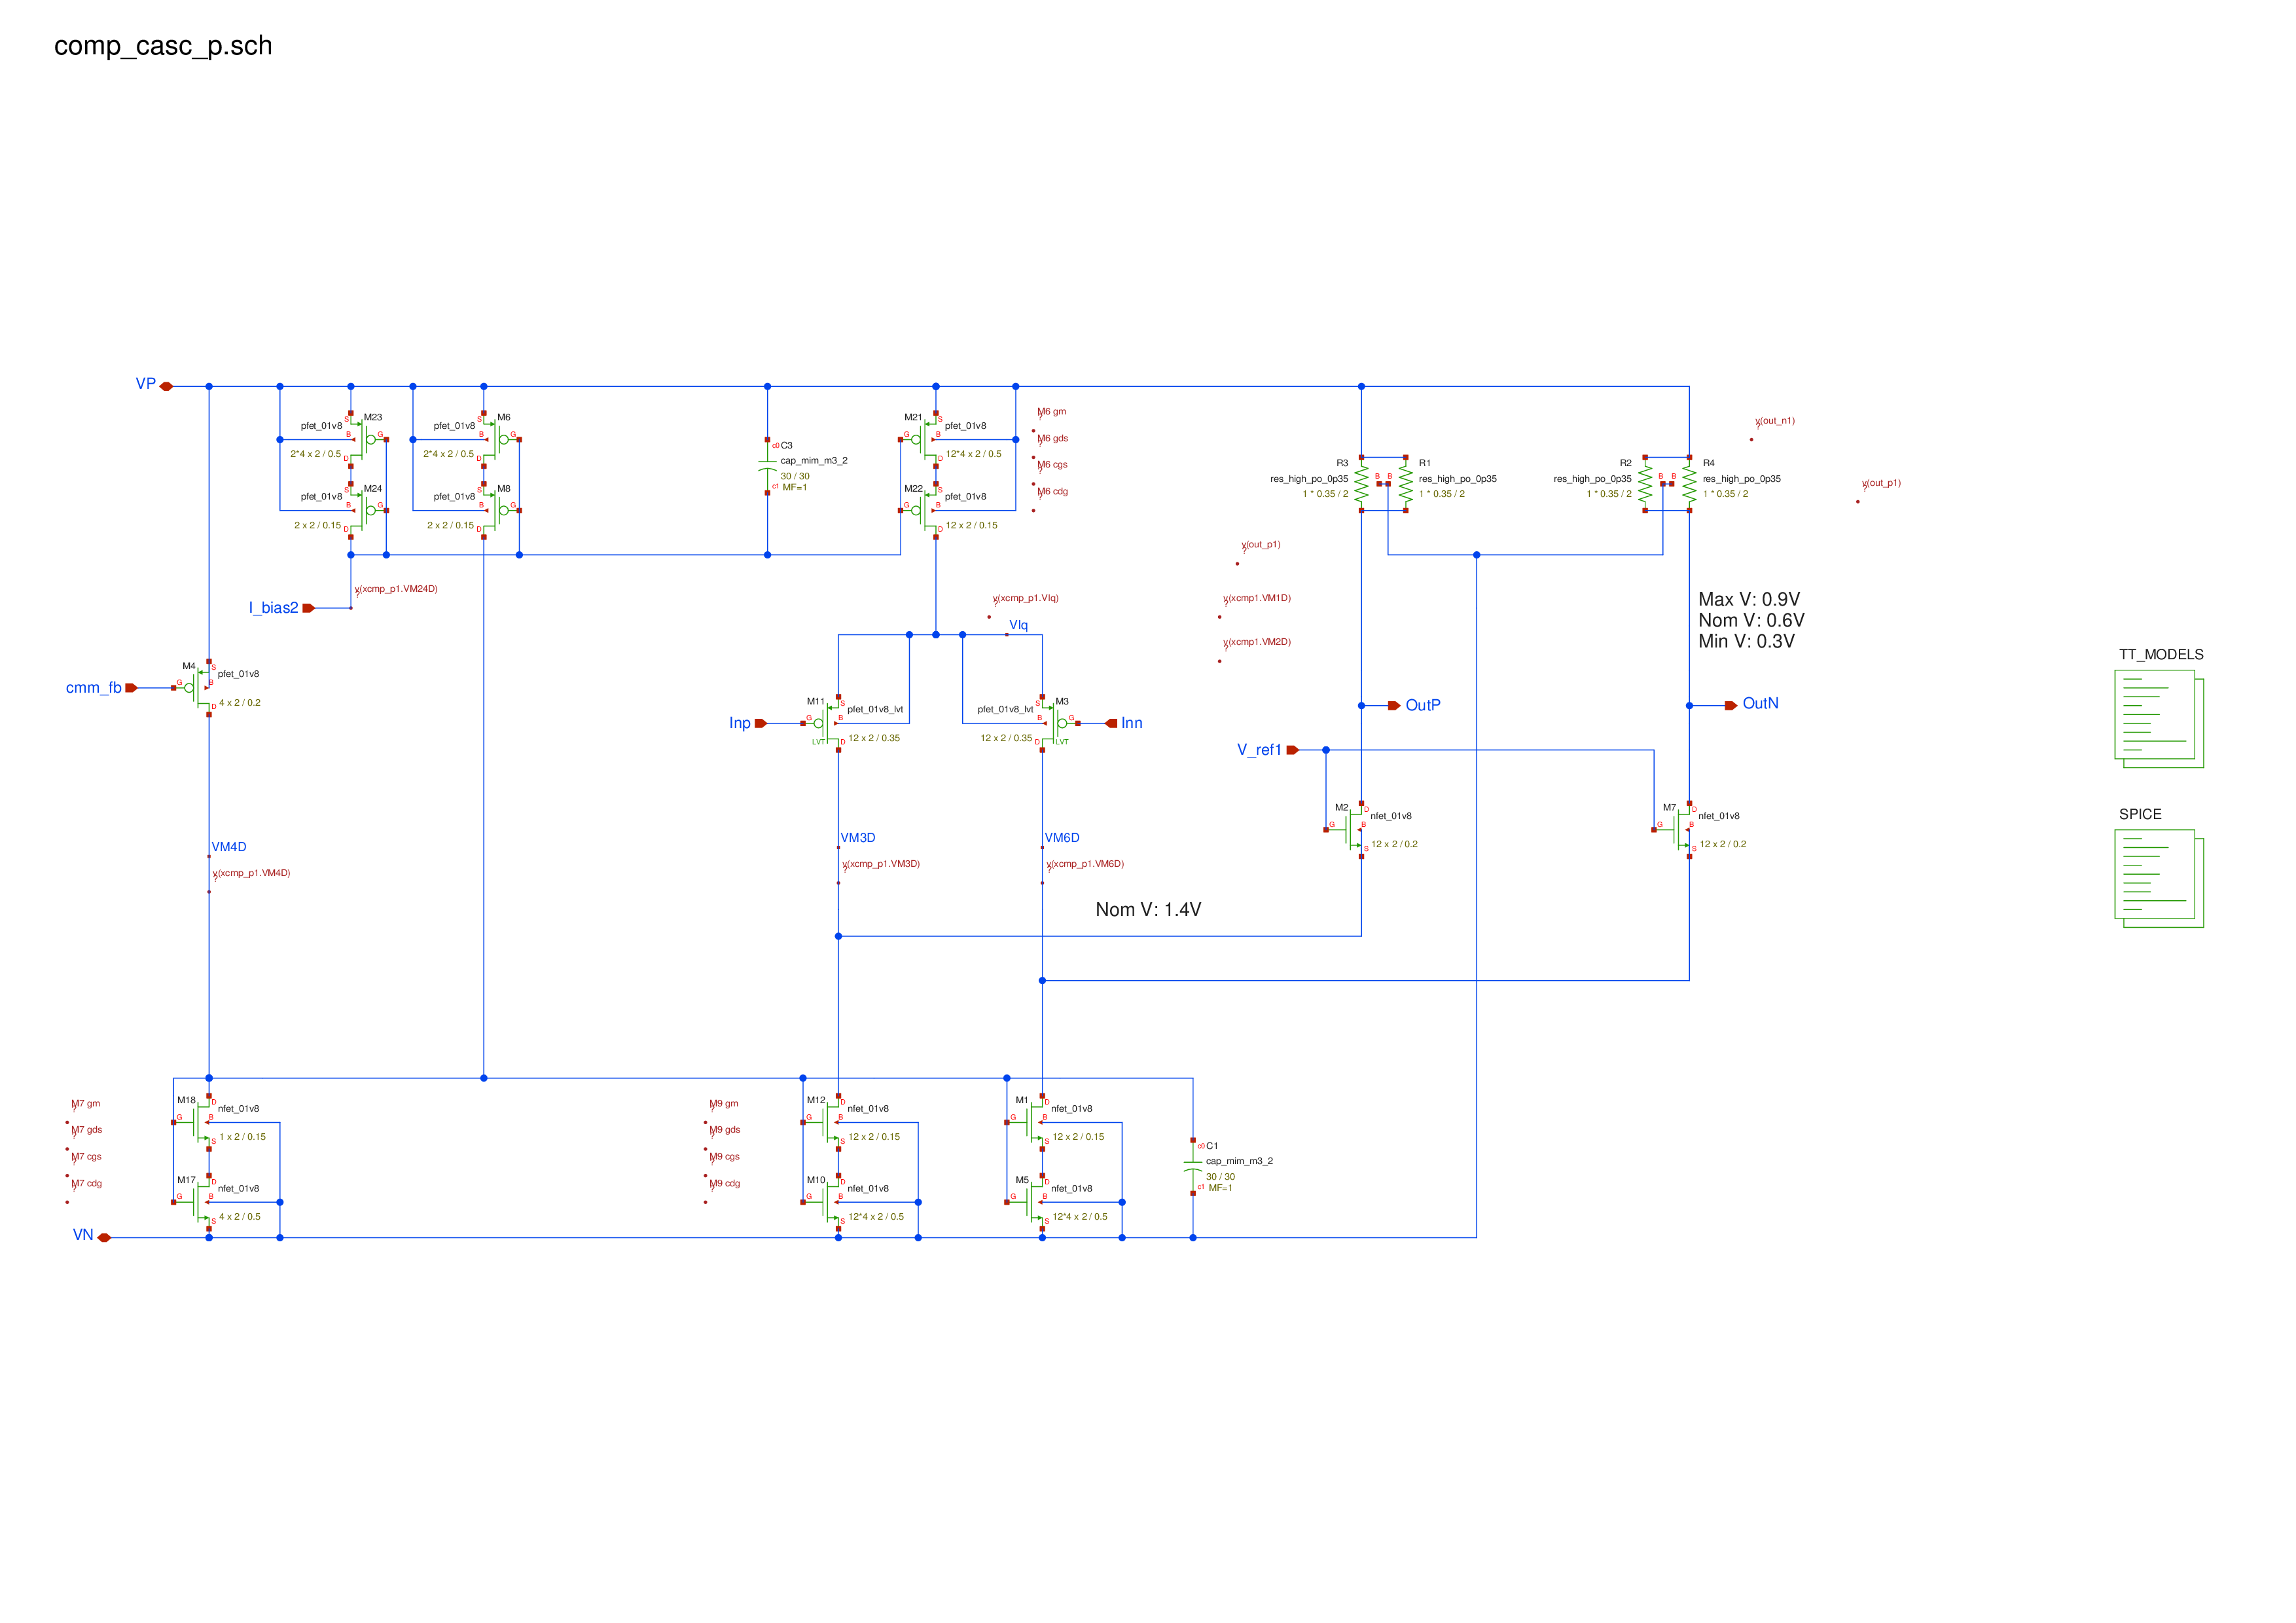 comp_casc_p.sch
VP
M23
pfet_01v8
2*4 x 2 / 0.5
S
B
G
D
M24
pfet_01v8
2 x 2 / 0.15
S
B
G
D
M6
pfet_01v8
2*4 x 2 / 0.5
S
B
G
D
M8
pfet_01v8
2 x 2 / 0.15
S
B
G
D
c0
C3
cap_mim_m3_2
30 / 30
c1
MF=1
M21
pfet_01v8
12*4 x 2 / 0.5
S
G
B
D
M22
pfet_01v8
12 x 2 / 0.15
S
G
B
D
M6 gm
?
M6 gds
?
M6 cgs
?
M6 cdg
?
R3
res_high_po_0p35
1 * 0.35 / 2
B
R1
res_high_po_0p35
1 * 0.35 / 2
B
R2
res_high_po_0p35
1 * 0.35 / 2
B
R4
res_high_po_0p35
1 * 0.35 / 2
B
y(out_n1)
?
y(out_p1)
?
I_bias2
y(xcmp_p1.VM24D)
?
y(out_p1)
?
y(xcmp_p1.VIq)
?
VIq
y(xcmp1.VM1D)
?
y(xcmp1.VM2D)
?
Max V: 0.9V
Nom V: 0.6V
Min V: 0.3V
cmm_fb
M4
pfet_01v8
4 x 2 / 0.2
S
G
B
D
Inp
M11
pfet_01v8_lvt
12 x 2 / 0.35
S
G
B
D
LVT
M3
pfet_01v8_lvt
12 x 2 / 0.35
S
G
B
D
LVT
Inn
OutP
OutN
V_ref1
M2
nfet_01v8
12 x 2 / 0.2
D
G
B
S
M7
nfet_01v8
12 x 2 / 0.2
D
G
B
S
TT_MODELS
SPICE
VM4D
y(xcmp_p1.VM4D)
?
VM3D
y(xcmp_p1.VM3D)
?
VM6D
y(xcmp_p1.VM6D)
?
Nom V: 1.4V
M7 gm
?
M7 gds
?
M7 cgs
?
M7 cdg
?
M18
nfet_01v8
1 x 2 / 0.15
D
G
B
S
M17
nfet_01v8
4 x 2 / 0.5
D
G
B
S
M9 gm
?
M9 gds
?
M9 cgs
?
M9 cdg
?
M12
nfet_01v8
12 x 2 / 0.15
D
G
B
S
M10
nfet_01v8
12*4 x 2 / 0.5
D
G
B
S
M1
nfet_01v8
12 x 2 / 0.15
D
G
B
S
M5
nfet_01v8
12*4 x 2 / 0.5
D
G
B
S
c0
C1
cap_mim_m3_2
30 / 30
c1
MF=1
VN